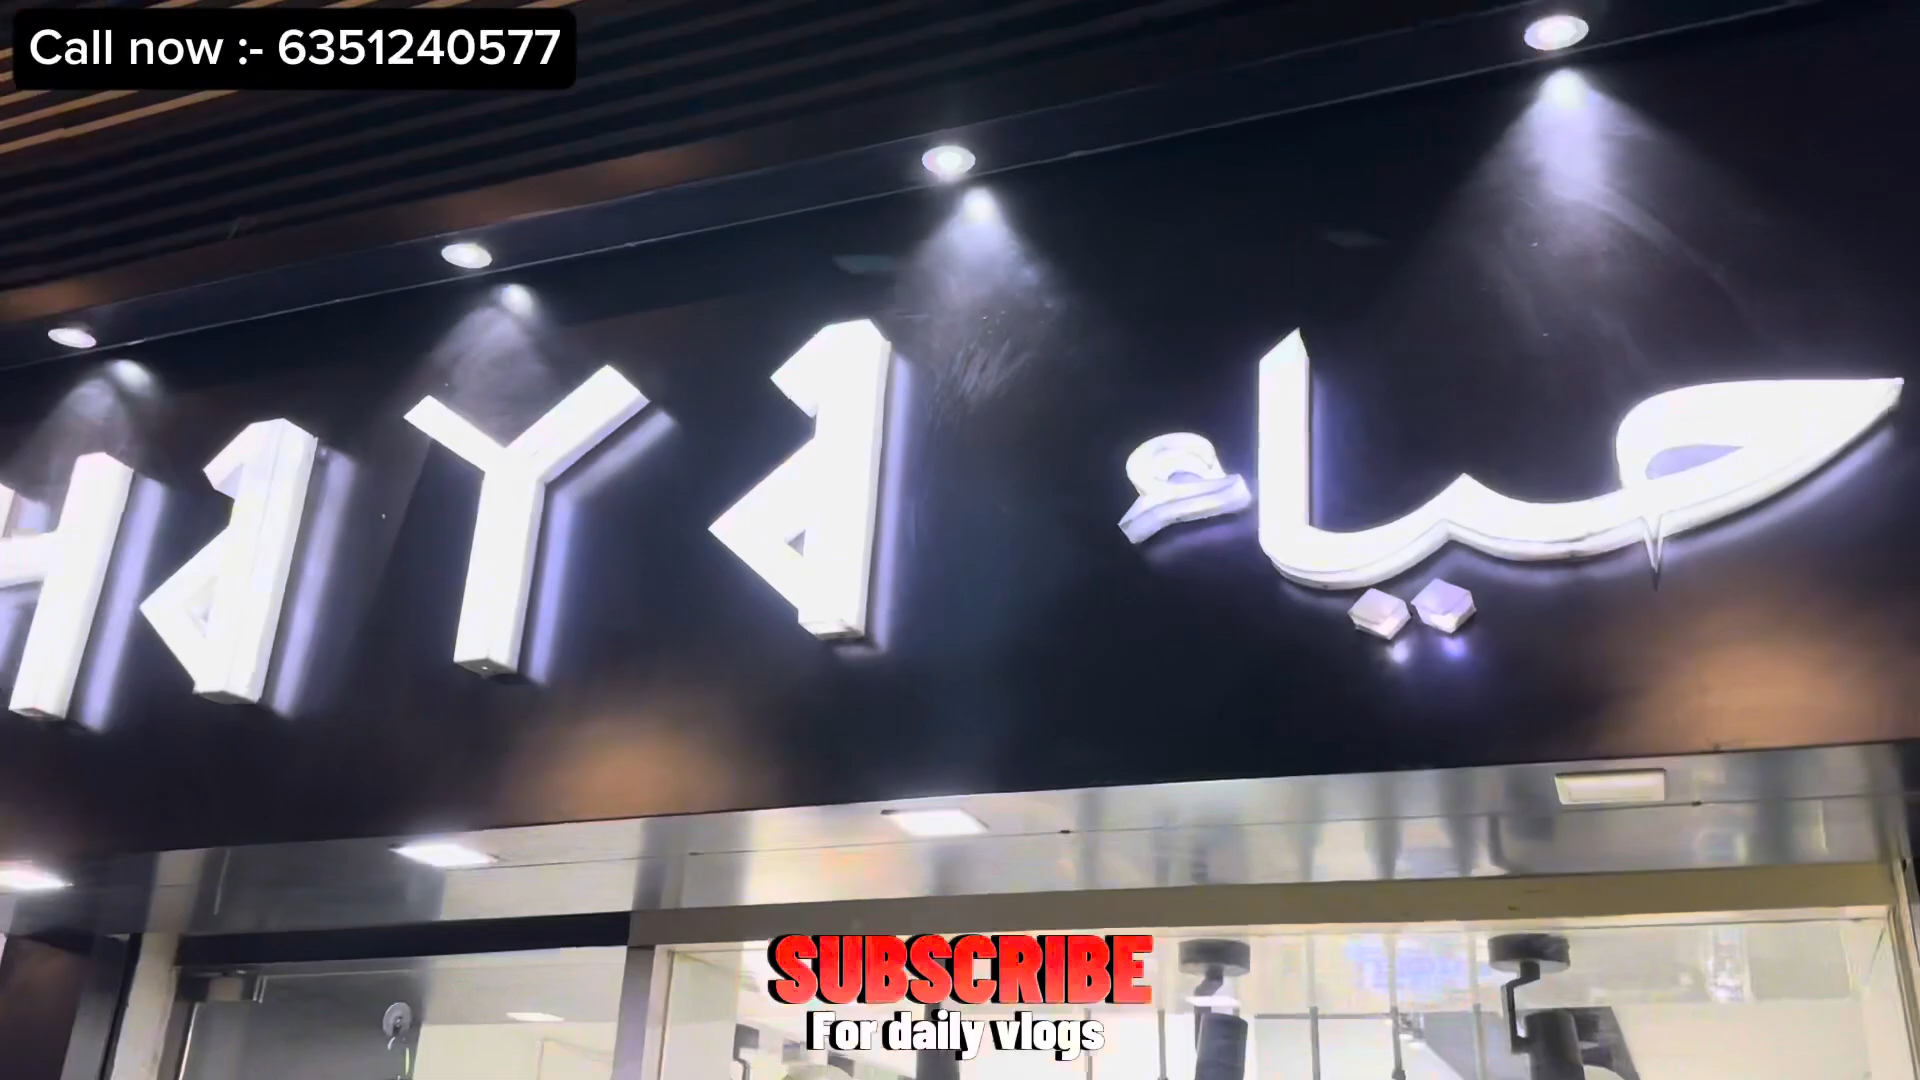 Call now :- 6351240577
HAYA حياء
SUBSCRIBE
For daily vlogs